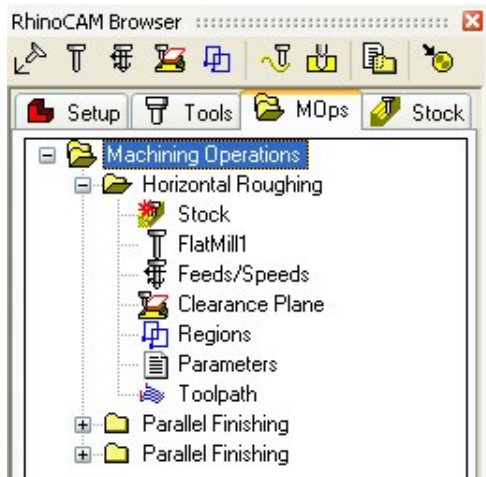 RhinoCAM Browser
Setup Tools MOps Stock
Machining Operations
Horizontal Roughing
Stock
FlatMill1
Feeds/Speeds
Clearance Plane
Regions
Parameters
Toolpath
Parallel Finishing
Parallel Finishing